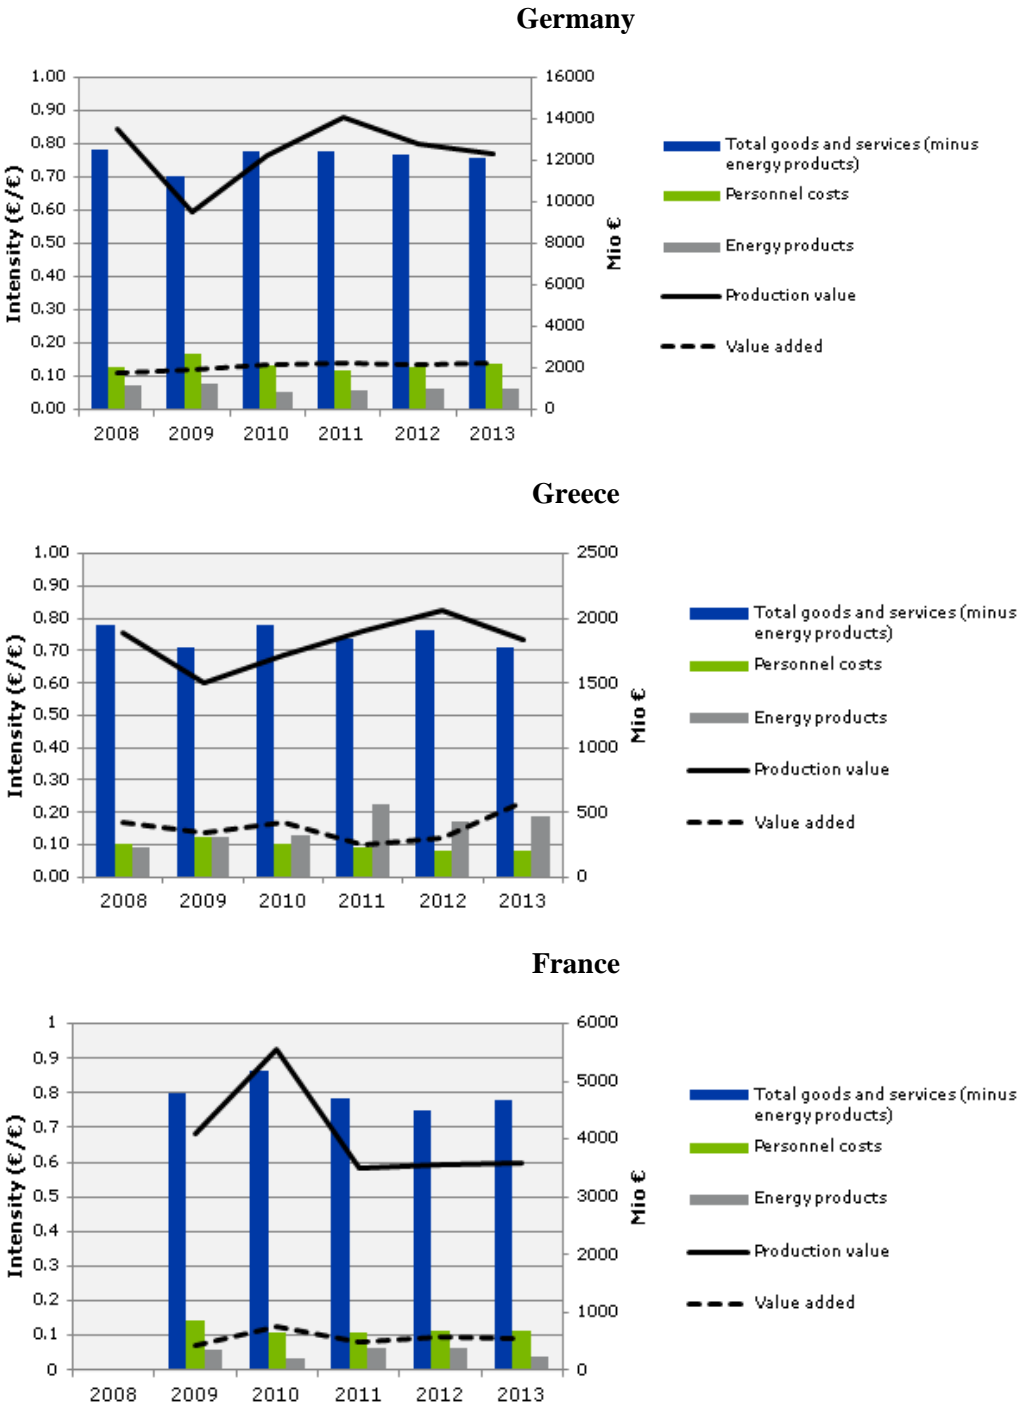 Germany
1.00
0.90
0.80
0.70
0.60
0.50
0.40
0.30
0.20
0.10
0.00
Intensity (€/€)
16000
14000
12000
10000
8000
6000
4000
2000
0
Mio €
2008 2009 2010 2011 2012 2013
Total goods and services (minus
energy products)
Personnel costs
Energy products
Production value
Value added
Greece
1.00
0.90
0.80
0.70
0.60
0.50
0.40
0.30
0.20
0.10
0.00
Intensity (€/€)
2500
2000
1500
1000
500
0
Mio €
2008 2009 2010 2011 2012 2013
Total goods and services (minus
energy products)
Personnel costs
Energy products
Production value
Value added
France
1
0.9
0.8
0.7
0.6
0.5
0.4
0.3
0.2
0.1
0
Intensity (€/€)
6000
5000
4000
3000
2000
1000
0
Mio €
2008 2009 2010 2011 2012 2013
Total goods and services (minus
energy products)
Personnel costs
Energy products
Production value
Value added